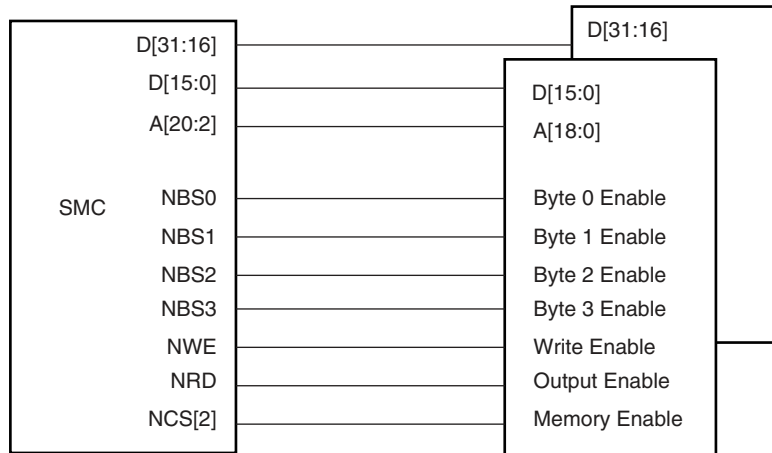 D[31:16] D[31:16]
D[15:0] D[15:0]
A[20:2] A[18:0]
SMC NBS0 Byte 0 Enable
NBS1 Byte 1 Enable
NBS2 Byte 2 Enable
NBS3 Byte 3 Enable
NWE Write Enable
NRD Output Enable
NCS[2] Memory Enable